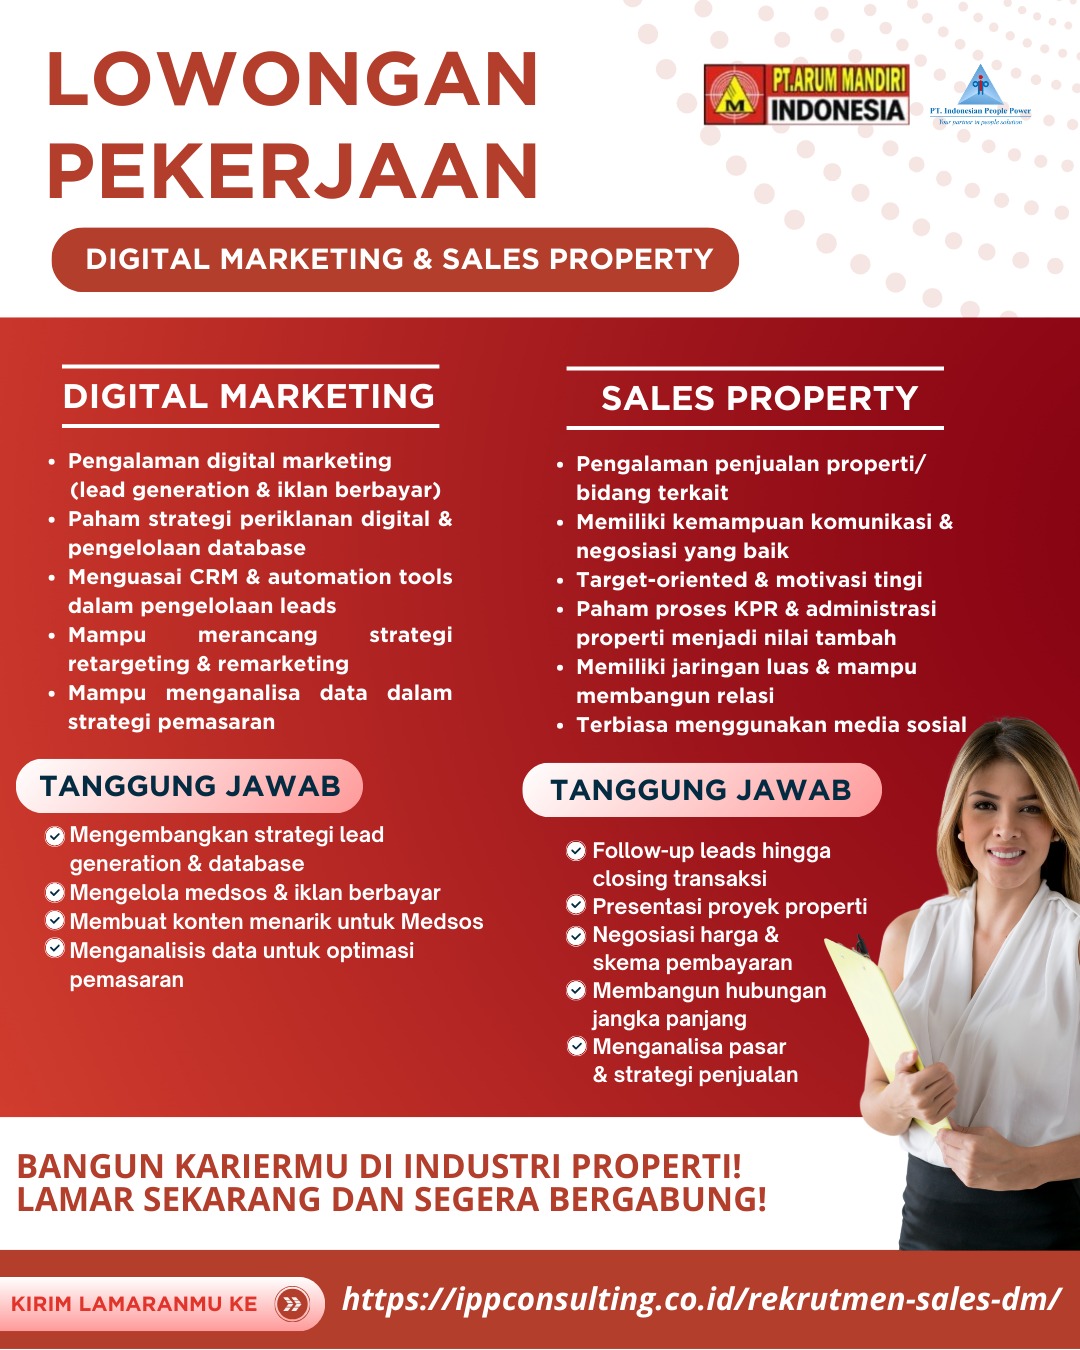 LOWONGAN
PEKERJAAN
PT.ARUM MANDIRI
INDONESIA
M
PT. Indonesian People Power
Your partner in people solution
DIGITAL MARKETING & SALES PROPERTY
DIGITAL MARKETING
• Pengalaman digital marketing
(lead generation & iklan berbayar)
• Paham strategi periklanan digital &
pengelolaan database
• Menguasai CRM & automation tools
dalam pengelolaan leads
• Mampu merancang strategi
retargeting & remarketing
• Mampu menganalisa data dalam
strategi pemasaran
TANGGUNG JAWAB
Mengembangkan strategi lead
generation & database
Mengelola medsos & iklan berbayar
Membuat konten menarik untuk Medsos
Menganalisis data untuk optimasi
pemasaran
SALES PROPERTY
• Pengalaman penjualan properti/
bidang terkait
• Memiliki kemampuan komunikasi &
negosiasi yang baik
• Target-oriented & motivasi tingi
• Paham proses KPR & administrasi
properti menjadi nilai tambah
• Memiliki jaringan luas & mampu
membangun relasi
• Terbiasa menggunakan media sosial
TANGGUNG JAWAB
Follow-up leads hingga
closing transaksi
Presentasi proyek properti
Negosiasi harga &
skema pembayaran
Membangun hubungan
jangka panjang
Menganalisa pasar
& strategi penjualan
BANGUN KARIERMU DI INDUSTRI PROPERTI!
LAMAR SEKARANG DAN SEGERA BERGABUNG!
KIRIM LAMARANMU KE
https://ippconsulting.co.id/rekrutmen-sales-dm/